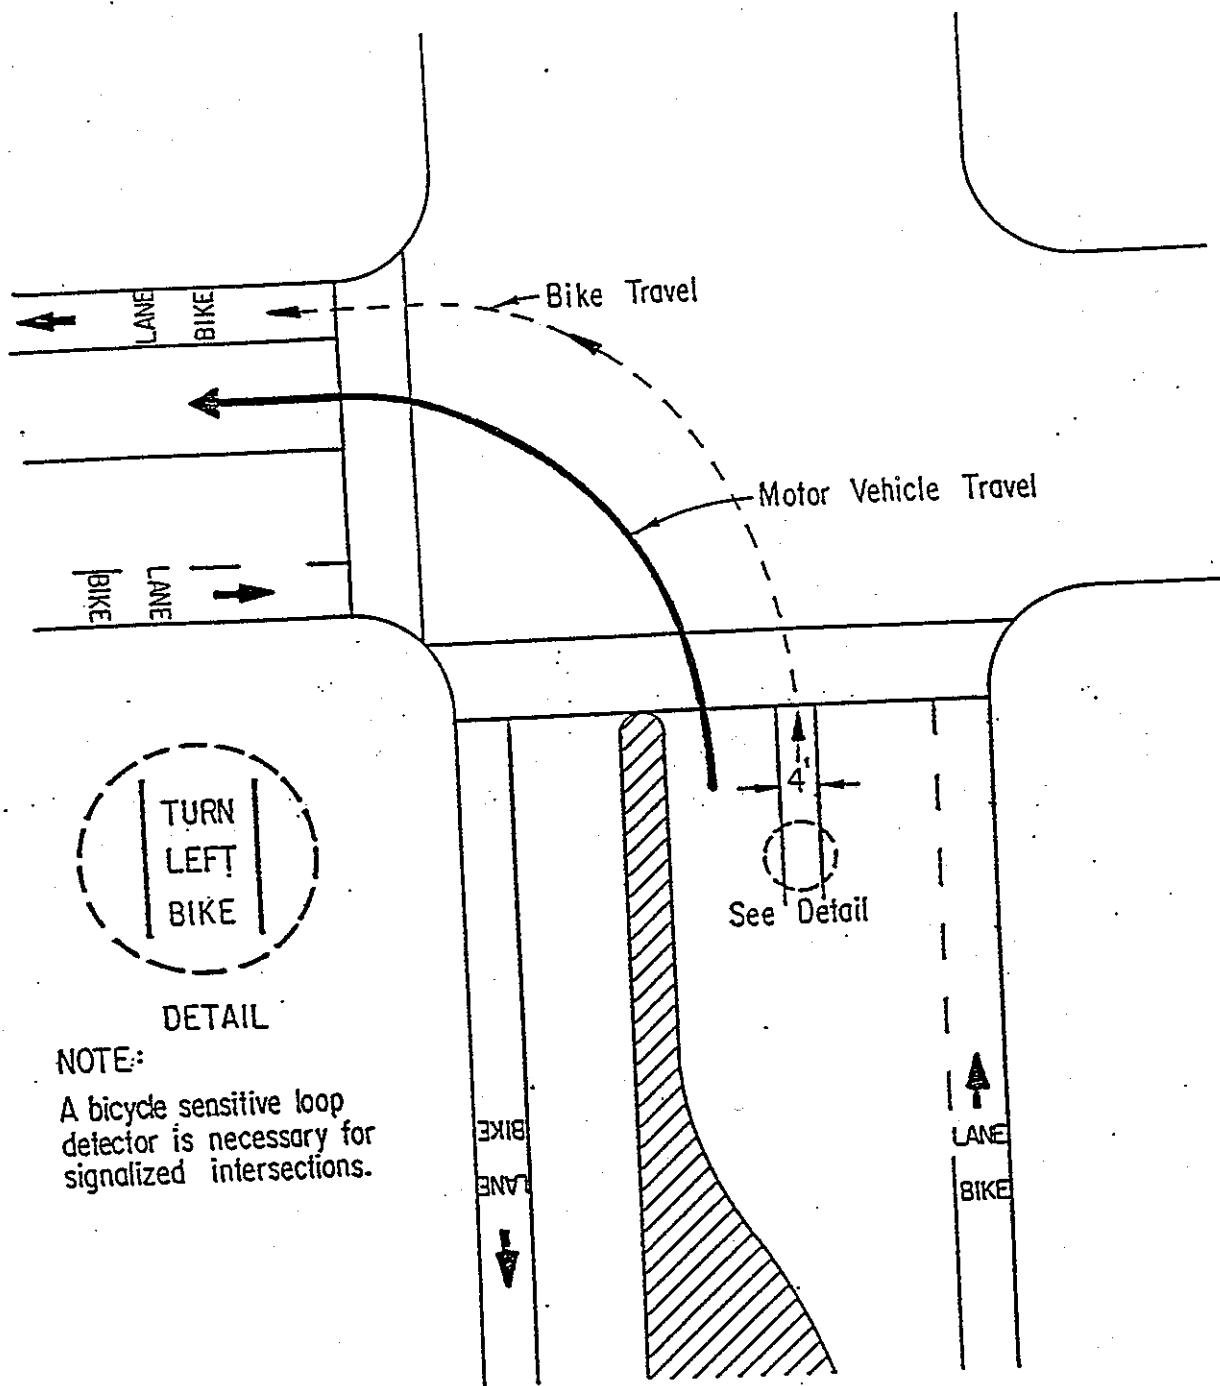 Bike Travel
LANE BIKE
Motor Vehicle Travel
BIKE LANE
4'
See Detail
TURN
LEFT
BIKE
DETAIL
NOTE:
A bicycle sensitive loop
detector is necessary for
signalized intersections.
BIKE
LANE
LANE
BIKE